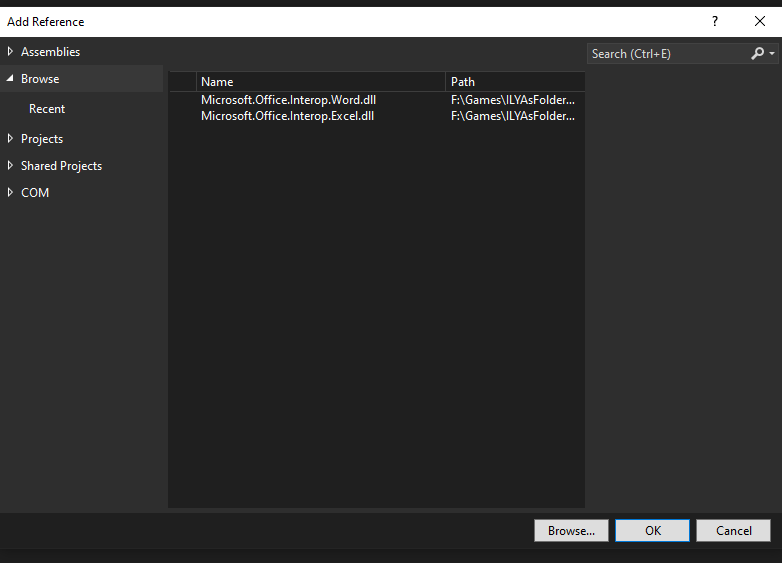 Add Reference
?
Assemblies
Search (Ctrl+E)
Browse
Name Path
Microsoft.Office.Interop.Word.dll F:\Games\ILYAsFolder...
Recent
Microsoft.Office.Interop.Excel.dll F:\Games\ILYAsFolder...
Projects
Shared Projects
COM
Browse... OK Cancel